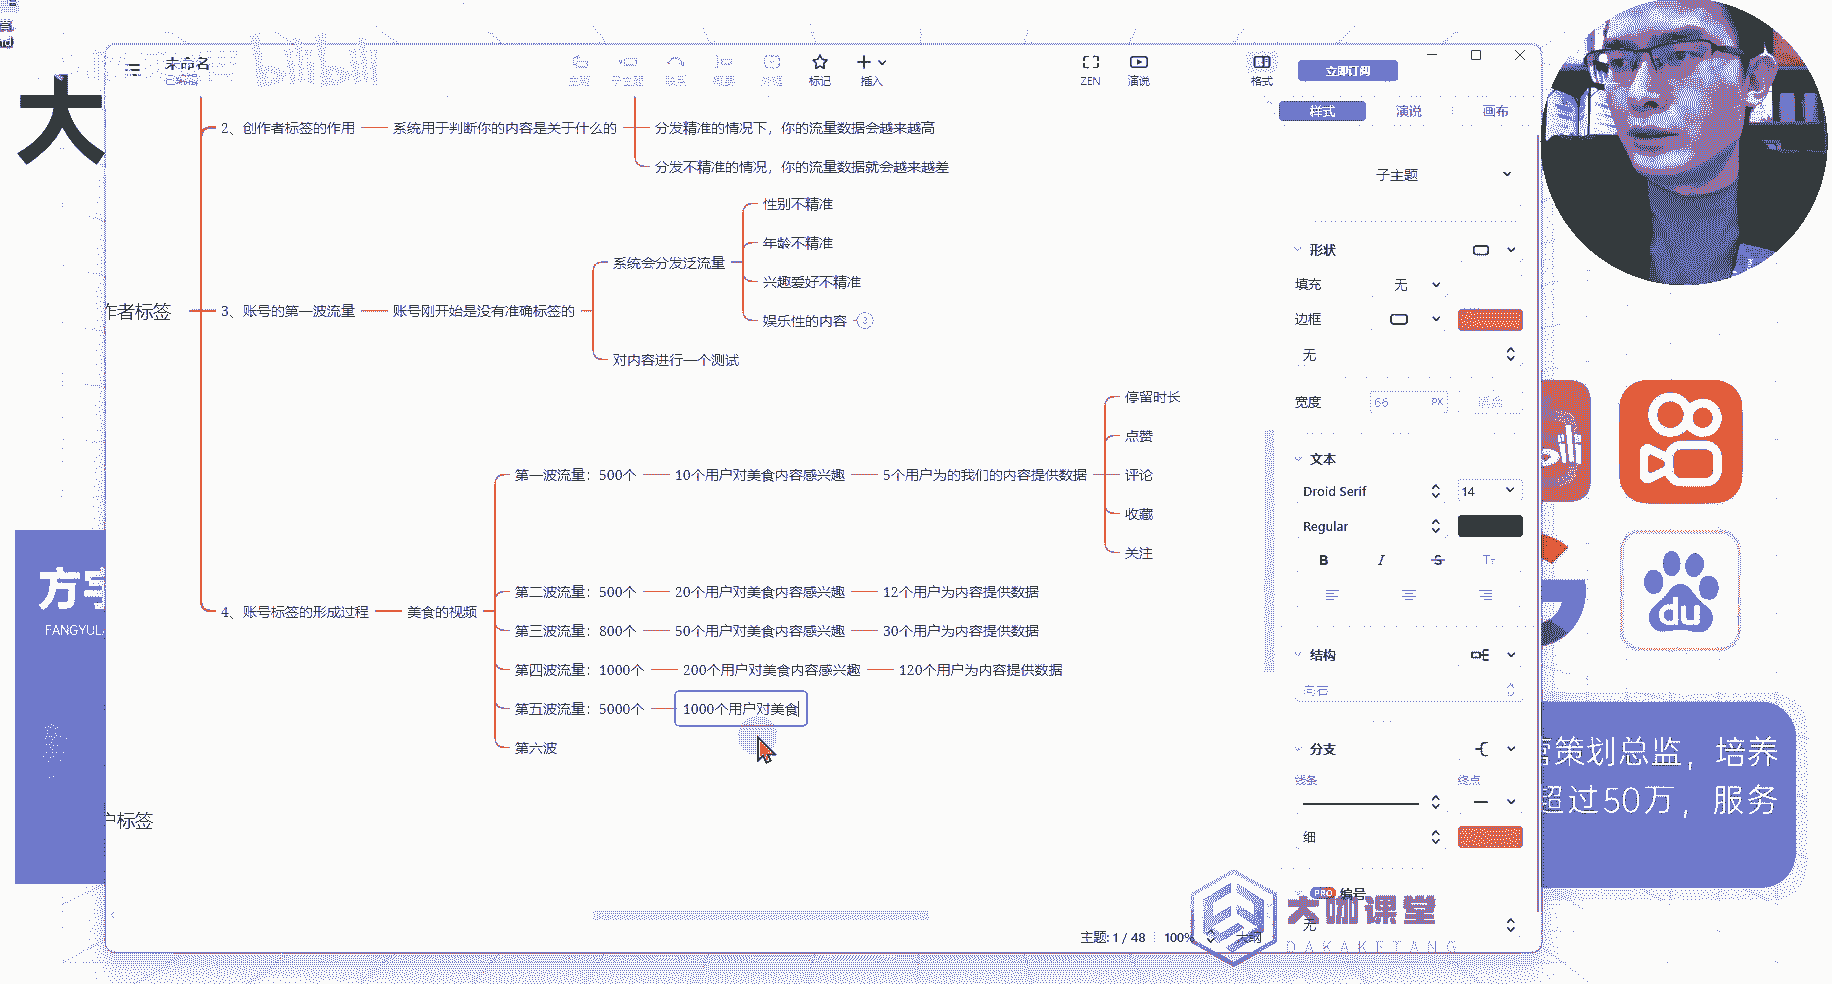 未命名
已编辑
主题
子主题
联系
概要
外框
标记
插入
ZEN
演说
格式
立即订阅
样式
演说
画布
大
bilibili
2、创作者标签的作用
系统用于判断你的内容是关于什么的
分发精准的情况下，你的流量数据会越来越高
分发不精准的情况，你的流量数据就会越来越差
作者标签
3、账号的第一波流量
账号刚开始是没有准确标签的
系统会分发泛流量
性别不精准
年龄不精准
兴趣爱好不精准
娱乐性的内容
对内容进行一个测试
4、账号标签的形成过程
美食的视频
第一波流量：500个
10个用户对美食内容感兴趣
5个用户为的我们的内容提供数据
停留时长
点赞
评论
收藏
关注
第二波流量：500个
20个用户对美食内容感兴趣
12个用户为内容提供数据
第三波流量：800个
50个用户对美食内容感兴趣
30个用户为内容提供数据
第四波流量：1000个
200个用户对美食内容感兴趣
120个用户为内容提供数据
第五波流量：5000个
1000个用户对美食
第六波
户标签
子主题
形状
填充
无
边框
无
宽度
66
PX
文本
Droid Serif
14
Regular
B I S Tт
结构
向右
分支
线条
终点
细
PRO 编号
无
主题: 1 / 48
100%
大纲
方宇
FANGYUL
du
营策划总监，培养
超过50万，服务
大咖课堂
DAKAKETANG